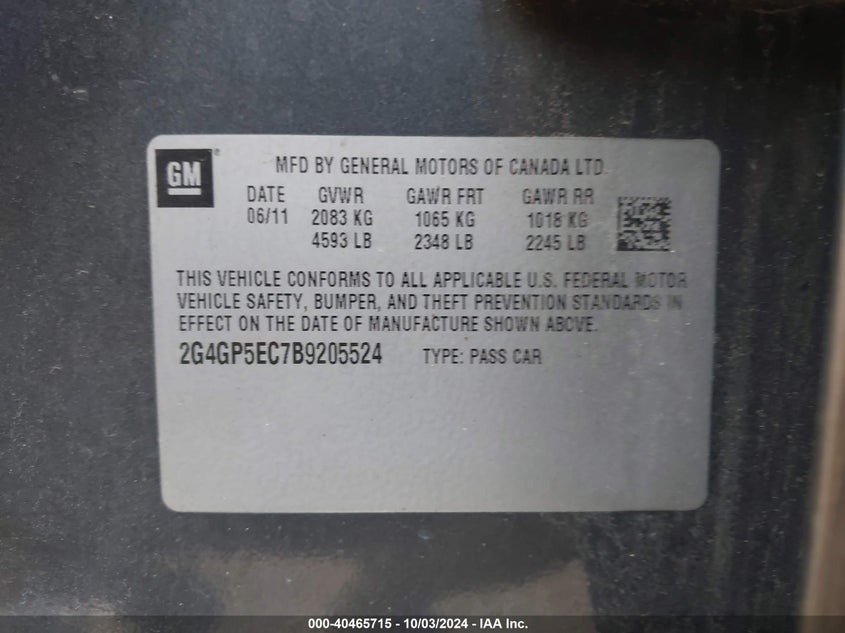 GM
MFD BY GENERAL MOTORS OF CANADA LTD.
DATE GVWR GAWR FRT GAWR RR
06/11 2083 KG 1065 KG 1018 KG
4593 LB 2348 LB 2245 LB
THIS VEHICLE CONFORMS TO ALL APPLICABLE U.S. FEDERAL MOTOR
VEHICLE SAFETY, BUMPER, AND THEFT PREVENTION STANDARDS IN
EFFECT ON THE DATE OF MANUFACTURE SHOWN ABOVE.
2G4GP5EC7B9205524 TYPE: PASS CAR
000-40465715 - 10/03/2024 - IAA Inc.